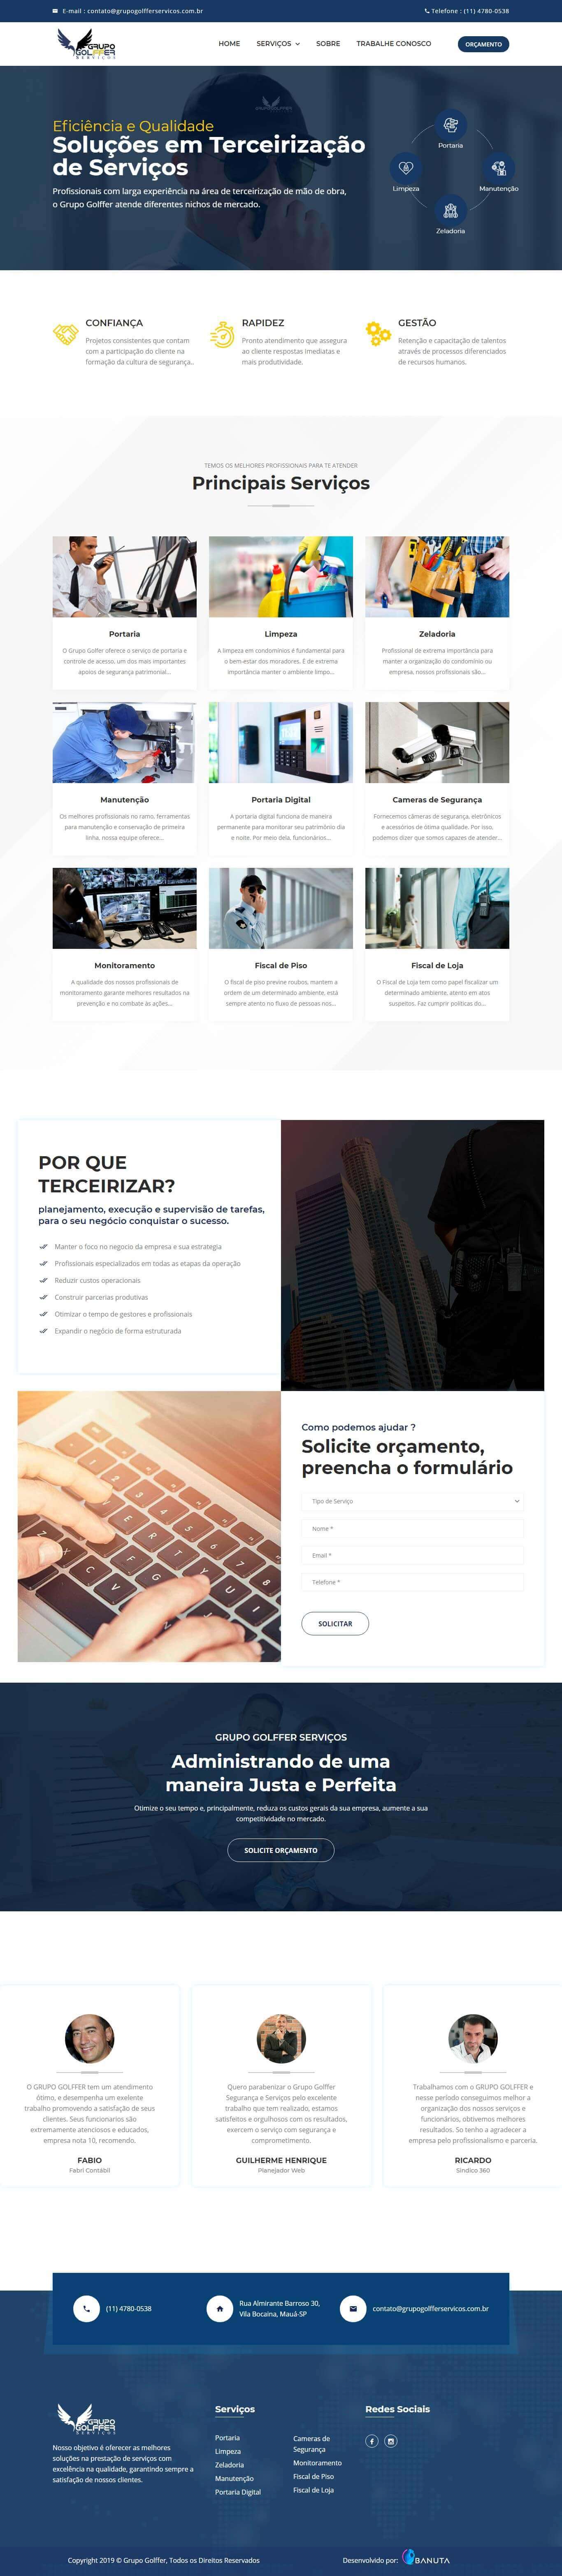 E-mail : contato@grupogolfferservicos.com.br
Telefone : (11) 4780-0538
GRUPO
GOLFFER
SERVIÇOS
HOME
SERVIÇOS
SOBRE
TRABALHE CONOSCO
ORÇAMENTO
Eficiência e Qualidade
Soluções em Terceirização
de Serviços
Profissionais com larga experiência na área de terceirização de mão de obra,
o Grupo Golffer atende diferentes nichos de mercado.
Portaria
Limpeza
Manutenção
Zeladoria
CONFIANÇA
Projetos consistentes que contam
com a participação do cliente na
formação da cultura de segurança..
RAPIDEZ
Pronto atendimento que assegura
ao cliente respostas imediatas e
mais produtividade.
GESTÃO
Retenção e capacitação de talentos
através de processos diferenciados
de recursos humanos.
TEMOS OS MELHORES PROFISSIONAIS PARA TE ATENDER
Principais Serviços
Portaria
O Grupo Golfer oferece o serviço de portaria e
controle de acesso, um dos mais importantes
apoios de segurança patrimonial...
Limpeza
A limpeza em condomínios é fundamental para
o bem-estar dos moradores. É de extrema
importância manter o ambiente limpo...
Zeladoria
Profissional de extrema importância para
manter a organização do condomínio ou
empresa, nossos profissionais são...
Manutenção
Os melhores profissionais no ramo, ferramentas
para manutenção e conservação de primeira
linha, nossa equipe oferece...
Portaria Digital
A portaria digital funciona de maneira
permanente para monitorar seu patrimônio dia
e noite. Por meio dela, funcionários...
Cameras de Segurança
Fornecemos câmeras de segurança, eletrônicos
e acessórios de ótima qualidade. Por isso,
podemos dizer que somos capazes de atender...
Monitoramento
A qualidade dos nossos profissionais de
monitoramento garante melhores resultados na
prevenção e no combate às ações...
Fiscal de Piso
O fiscal de piso previne roubos, mantem a
ordem de um determinado ambiente, está
sempre atento no fluxo de pessoas nos...
Fiscal de Loja
O Fiscal de Loja tem como papel fiscalizar um
determinado ambiente, atento em atos
suspeitos. Faz cumprir políticas do...
POR QUE
TERCEIRIZAR?
planejamento, execução e supervisão de tarefas,
para o seu negócio conquistar o sucesso.
Manter o foco no negocio da empresa e sua estrategia
Profissionais especializados em todas as etapas da operação
Reduzir custos operacionais
Construir parcerias produtivas
Otimizar o tempo de gestores e profissionais
Expandir o negócio de forma estruturada
Como podemos ajudar ?
Solicite orçamento,
preencha o formulário
Tipo de Serviço
Nome *
Email *
Telefone *
SOLICITAR
GRUPO GOLFFER SERVIÇOS
Administrando de uma
maneira Justa e Perfeita
Otimize o seu tempo e, principalmente, reduza os custos gerais da sua empresa, aumente a sua
competitividade no mercado.
SOLICITE ORÇAMENTO
O GRUPO GOLFFER tem um atendimento
ótimo, e desempenha um exelente
trabalho promovendo a satisfação de seus
clientes. Seus funcionarios são
extremamente atenciosos e educados,
empresa nota 10, recomendo.
FABIO
Fabri Contábil
Quero parabenizar o Grupo Golffer
Segurança e Serviços pelo excelente
trabalho que tem realizado, estamos
satisfeitos e orgulhosos com os resultados,
exercem o serviço com segurança e
comprometimento.
GUILHERME HENRIQUE
Planejador Web
Trabalhamos com o GRUPO GOLFFER e
nesse período conseguimos melhor a
organização dos nossos serviços e
funcionários, obtivemos melhores
resultados. So tenho a agradecer a
empresa pelo profissionalismo e parceria.
RICARDO
Sindico 360
(11) 4780-0538
Rua Almirante Barroso 30,
Vila Bocaina, Mauá-SP
contato@grupogolfferservicos.com.br
GRUPO
GOLFFER
SERVIÇOS
Nosso objetivo é oferecer as melhores
soluções na prestação de serviços com
excelência na qualidade, garantindo sempre a
satisfação de nossos clientes.
Serviços
Portaria
Limpeza
Zeladoria
Manutenção
Portaria Digital
Cameras de
Segurança
Monitoramento
Fiscal de Piso
Fiscal de Loja
Redes Sociais
Copyright 2019 © Grupo Golffer, Todos os Direitos Reservados
Desenvolvido por:
BANUTA